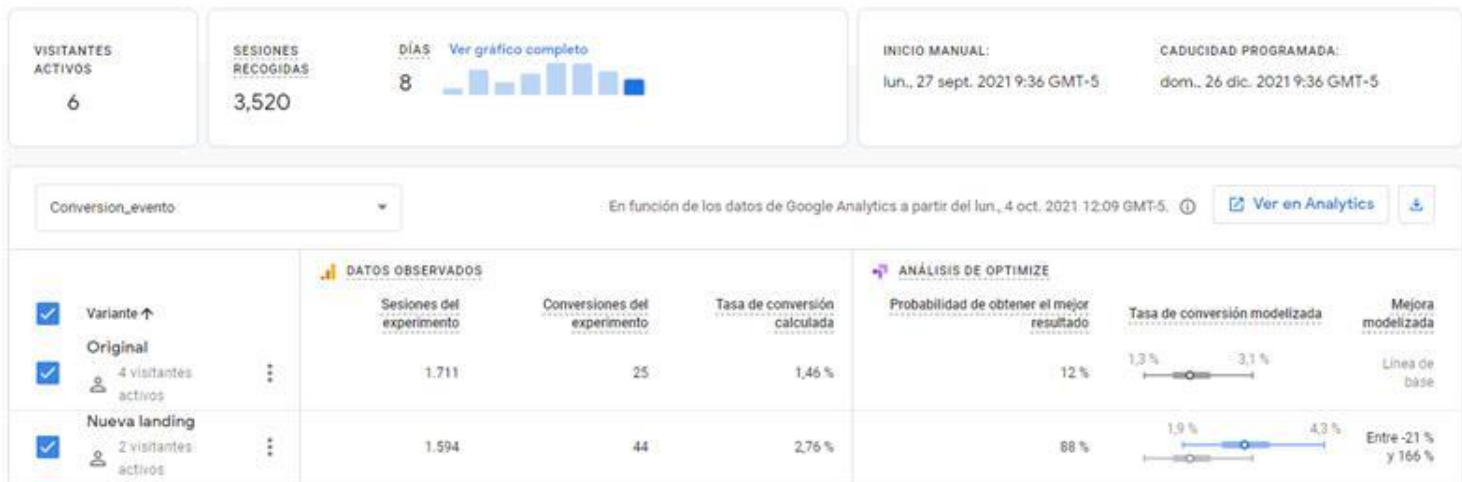 VISITANTES
ACTIVOS
6
SESIONES
RECOGIDAS
3,520
DÍAS
8
Ver gráfico completo
INICIO MANUAL:
lun., 27 sept. 2021 9:36 GMT-5
CADUCIDAD PROGRAMADA:
dom., 26 dic. 2021 9:36 GMT-5
Conversion_evento
En función de los datos de Google Analytics a partir del lun., 4 oct. 2021 12:09 GMT-5.
Ver en Analytics
DATOS OBSERVADOS
ANÁLISIS DE OPTIMIZE
Variante
Sesiones del
experimento
Conversiones del
experimento
Tasa de conversión
calculada
Probabilidad de obtener el mejor
resultado
Tasa de conversión modelizada
Mejora
modelizada
Original
4 visitantes
activos
1.711
25
1,46 %
12 %
1,3 %
3,1 %
Línea de
base
Nueva landing
2 visitantes
activos
1.594
44
2,76 %
88 %
1,9 %
4,3 %
Entre -21 %
y 166 %